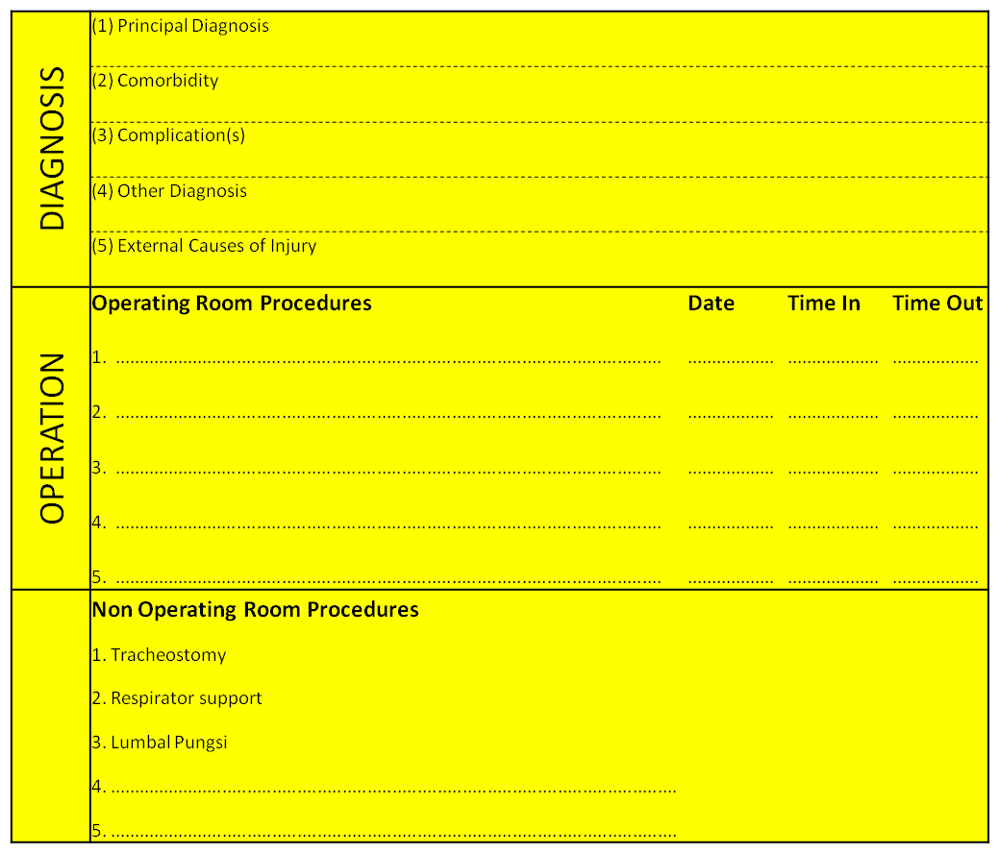 DIAGNOSIS
(1) Principal Diagnosis
(2) Comorbidity
(3) Complication(s)
(4) Other Diagnosis
(5) External Causes of Injury
OPERATION
Operating Room Procedures Date Time In Time Out
1. .................................................................................................................. .................. ................... ..................
2. .................................................................................................................. .................. ................... ..................
3. .................................................................................................................. .................. ................... ..................
4. .................................................................................................................. .................. ................... ..................
5. .................................................................................................................. .................. ................... ..................
Non Operating Room Procedures
1. Tracheostomy
2. Respirator support
3. Lumbal Pungsi
4. ......................................................................................................................
5. ......................................................................................................................